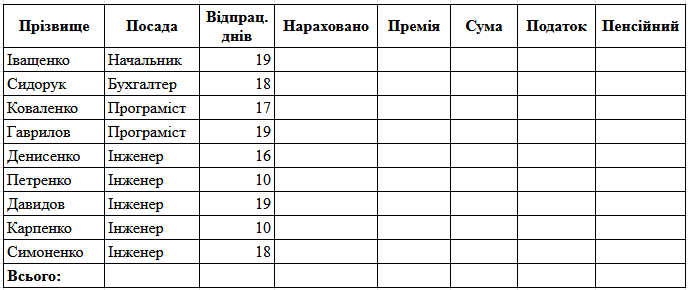 Прізвище Посада Відпрац. днів Нараховано Премія Сума Податок Пенсійний
Іващенко Начальник 19
Сидорук Бухгалтер 18
Коваленко Програміст 17
Гаврилов Програміст 19
Денисенко Інженер 16
Петренко Інженер 10
Давидов Інженер 19
Карпенко Інженер 10
Симоненко Інженер 18
Всього: